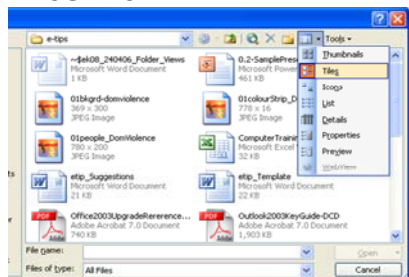 e-tips
Tools
~$ek08_240406_Folder_Views
Microsoft Word Document
1 KB
0.2-SamplePres
Microsoft
461 KB
01bkgrd-domviolence
369 x 300
JPEG Image
01colourStrip_D
778 x 16
JPEG Image
01people_DomViolence
780 x 200
JPEG Image
ComputerTrainin
Microsoft Excel
32 KB
etip_Suggestions
Microsoft Word Document
21 KB
etip_Template
Microsoft Word Document
22 KB
Office2003UpgradeRererence...
Adobe Acrobat 7.0 Document
740 KB
Outlook2003KeyGuide-DCD
Adobe Acrobat 7.0 Document
1,903 KB
Thumbnails
Tiles
Icons
List
Details
Properties
Preview
WebView
ts
or
File name:
Open
Files of type:
All Files
Cancel